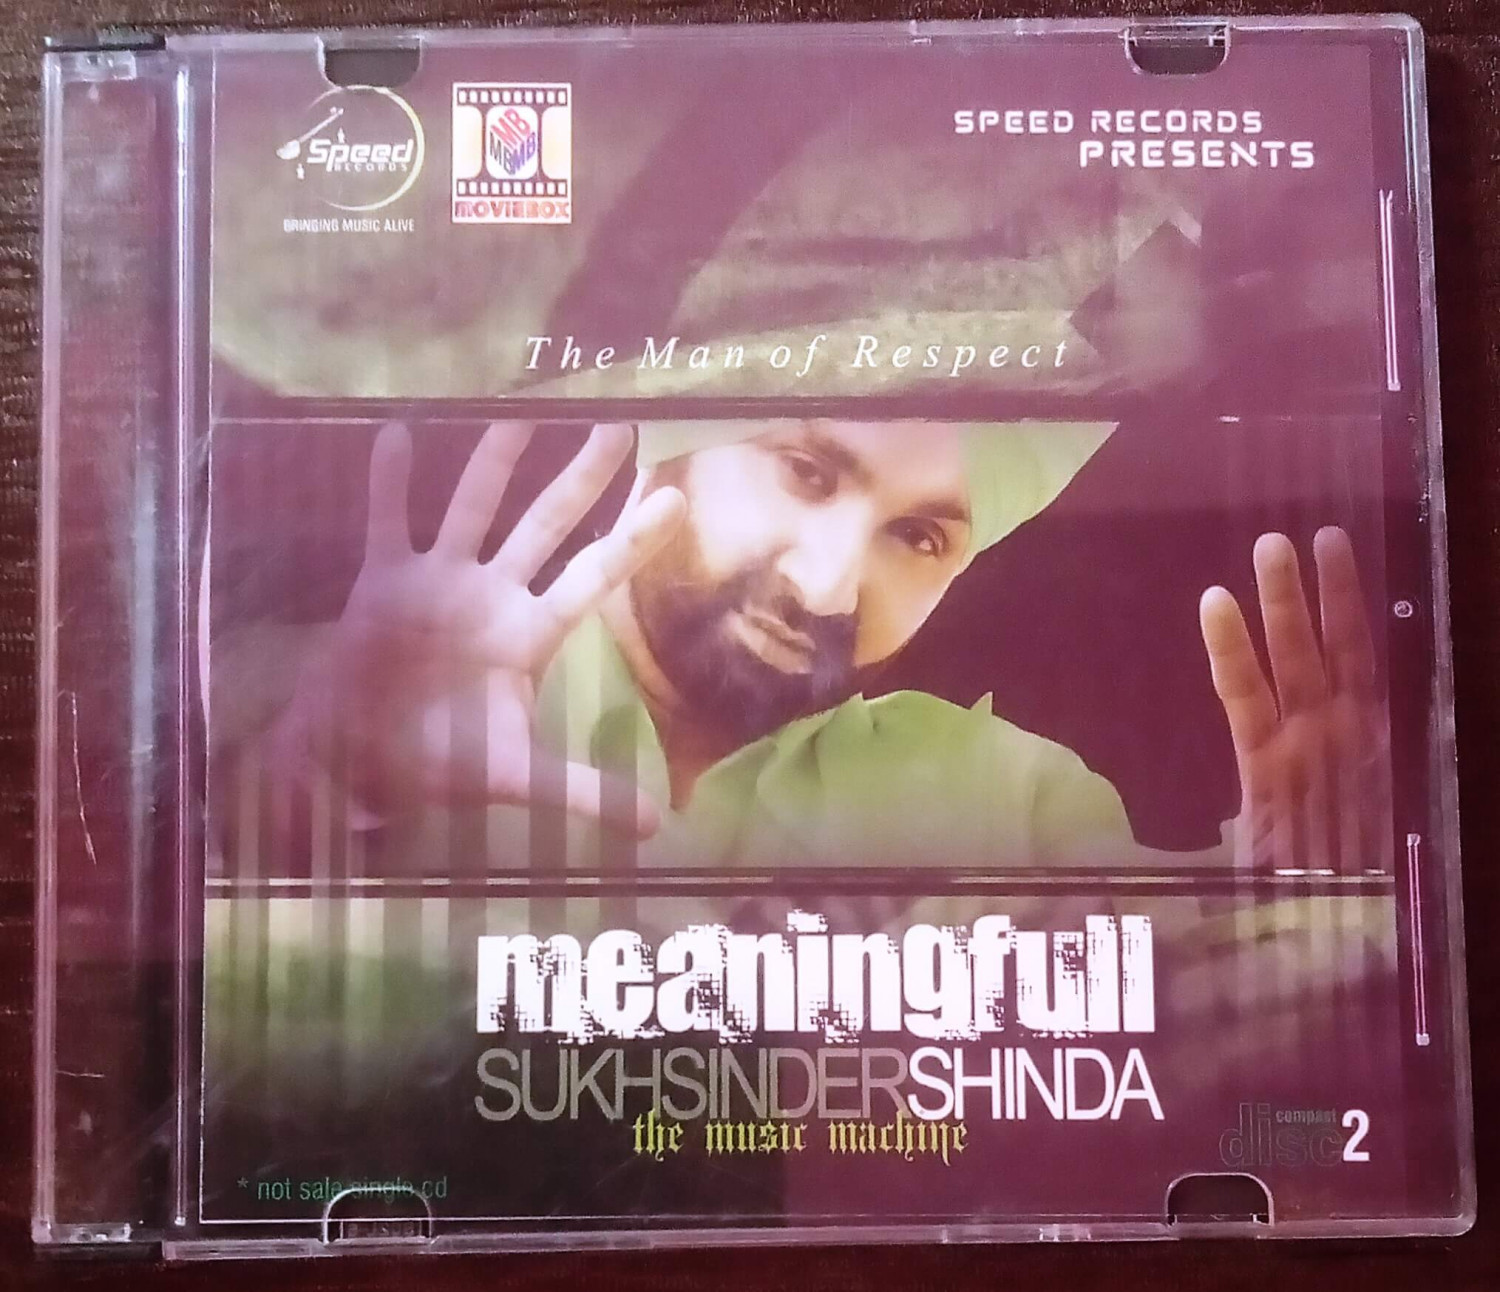 Speed
RECORDS
BRINGING MUSIC ALIVE
MB
MBMB
MOVIEBOX
SPEED RECORDS
PRESENTS
The Man of Respect
meaningfull
SUKHSINDERSHINDA
the music machine
compact
disc 2
* not sale single cd